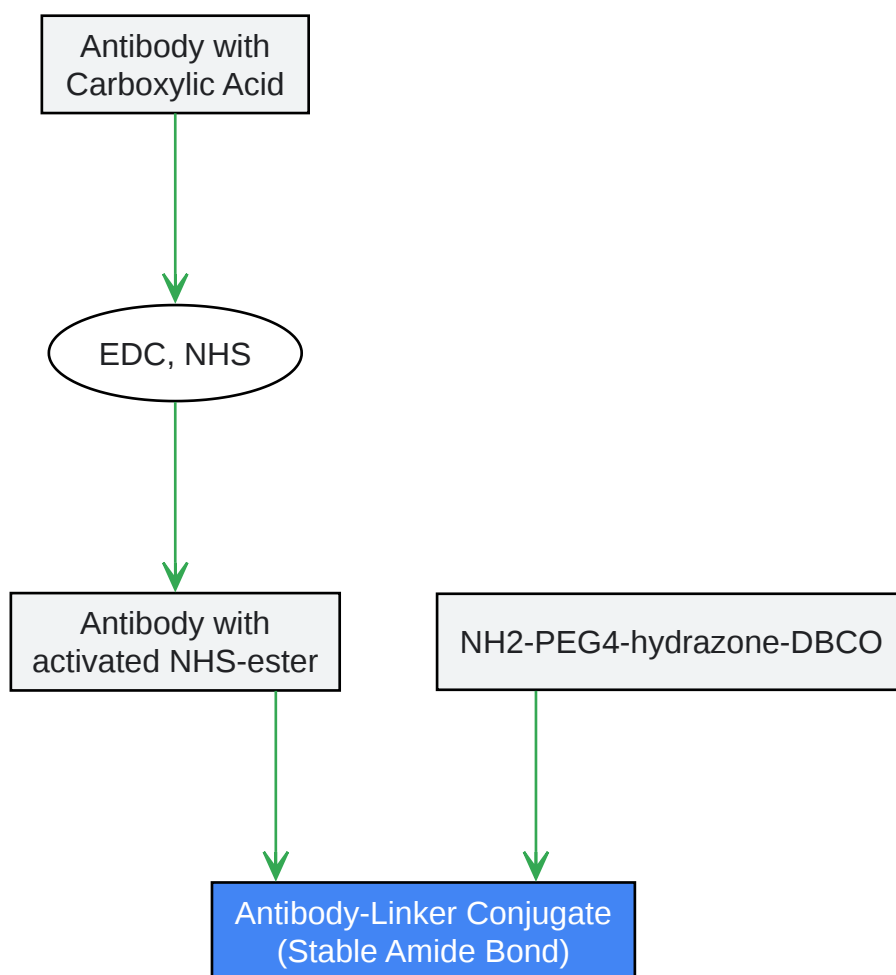 Antibody with
Carboxylic Acid
EDC, NHS
Antibody with
activated NHS-ester
NH2-PEG4-hydrazone-DBCO
Antibody-Linker Conjugate
(Stable Amide Bond)